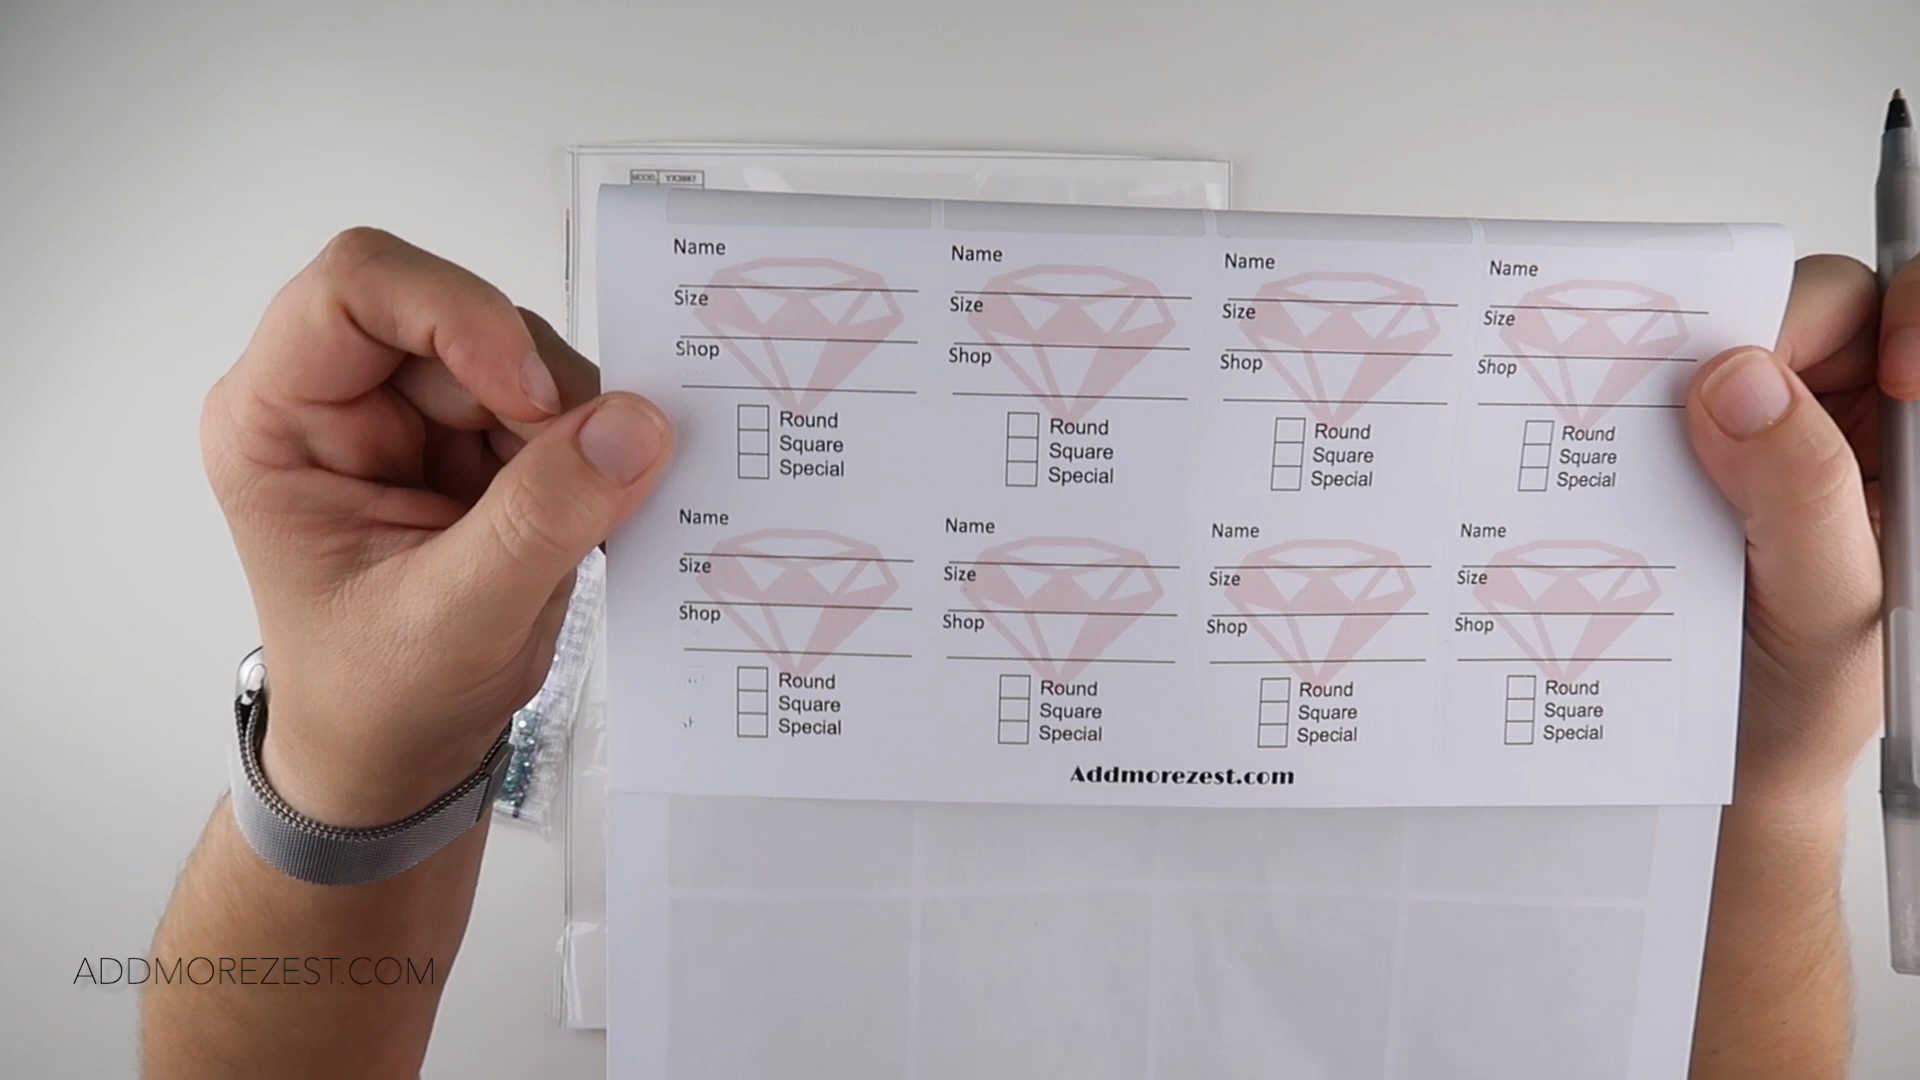 MODEL YX3887
Name Name Name Name
Size Size Size Size
Shop Shop Shop Shop
Round Round Round Round
Square Square Square Square
Special Special Special Special
Name Name Name Name
Size Size Size Size
Shop Shop Shop Shop
Round Round Round Round
Square Square Square Square
Special Special Special Special
Addmorezest.com
ADDMOREZEST.COM